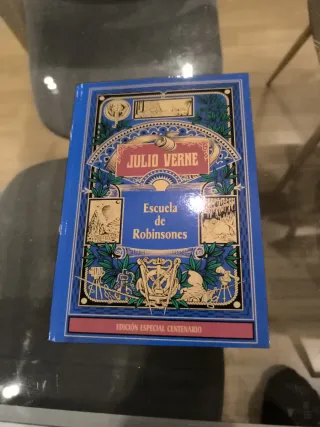 JULIO VERNE
Escuela
de
Robinsones
EDICIÓN ESPECIAL CENTENARIO